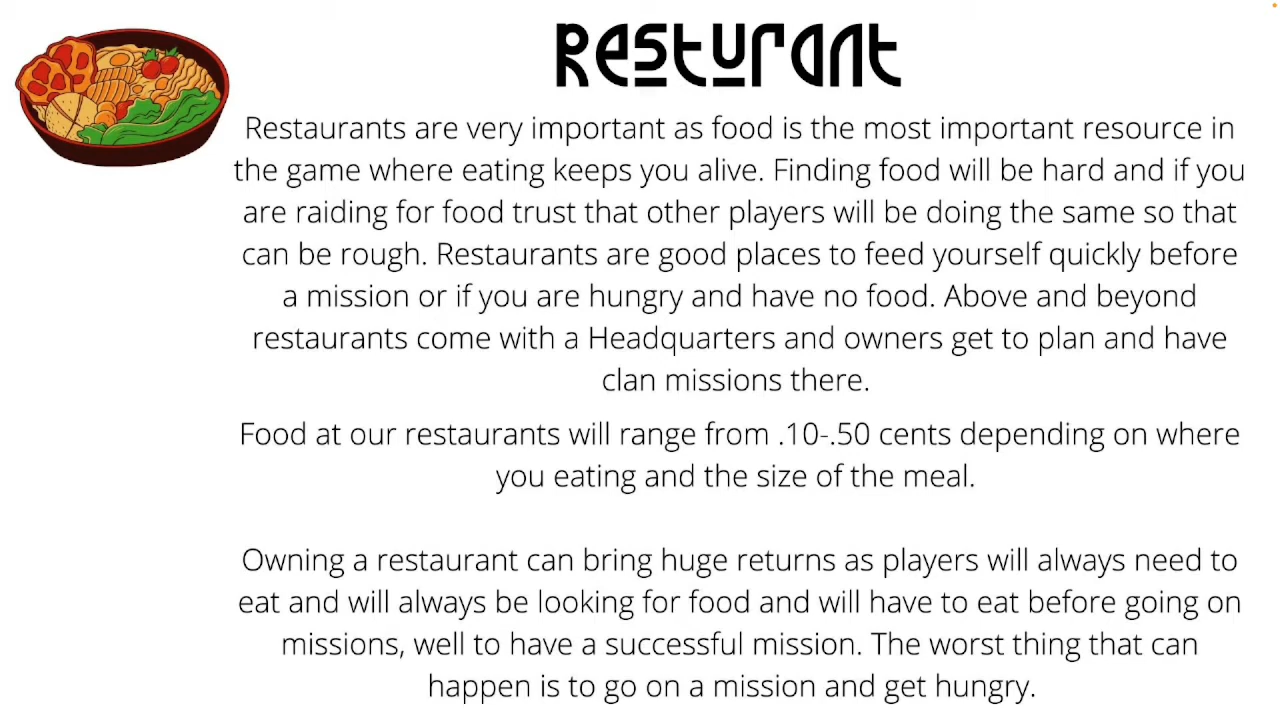 Resturant
Restaurants are very important as food is the most important resource in
the game where eating keeps you alive. Finding food will be hard and if you
are raiding for food trust that other players will be doing the same so that
can be rough. Restaurants are good places to feed yourself quickly before
a mission or if you are hungry and have no food. Above and beyond
restaurants come with a Headquarters and owners get to plan and have
clan missions there.
Food at our restaurants will range from .10-.50 cents depending on where
you eating and the size of the meal.
Owning a restaurant can bring huge returns as players will always need to
eat and will always be looking for food and will have to eat before going on
missions, well to have a successful mission. The worst thing that can
happen is to go on a mission and get hungry.